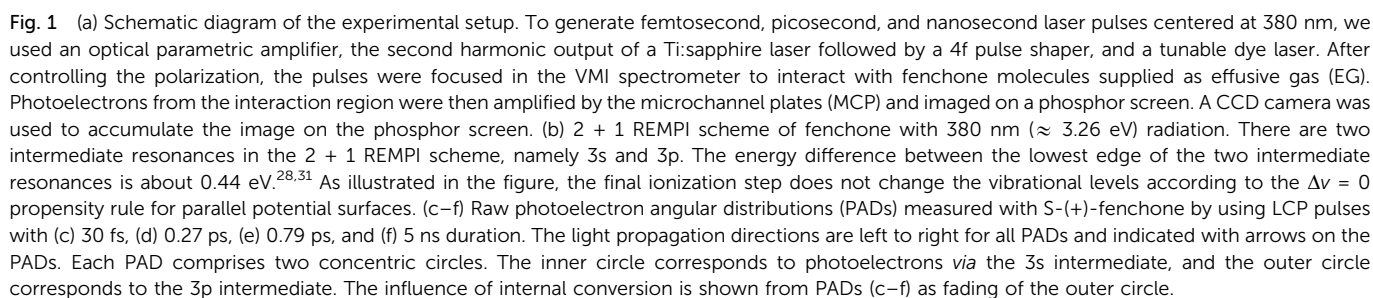 Fig. 1 (a) Schematic diagram of the experimental setup. To generate femtosecond, picosecond, and nanosecond laser pulses centered at 380 nm, we
used an optical parametric amplifier, the second harmonic output of a Ti:sapphire laser followed by a 4f pulse shaper, and a tunable dye laser. After
controlling the polarization, the pulses were focused in the VMI spectrometer to interact with fenchone molecules supplied as effusive gas (EG).
Photoelectrons from the interaction region were then amplified by the microchannel plates (MCP) and imaged on a phosphor screen. A CCD camera was
used to accumulate the image on the phosphor screen. (b) 2 + 1 REMPI scheme of fenchone with 380 nm (≈ 3.26 eV) radiation. There are two
intermediate resonances in the 2 + 1 REMPI scheme, namely 3s and 3p. The energy difference between the lowest edge of the two intermediate
resonances is about 0.44 eV.28,31 As illustrated in the figure, the final ionization step does not change the vibrational levels according to the Δv = 0
propensity rule for parallel potential surfaces. (c–f) Raw photoelectron angular distributions (PADs) measured with S-(+)-fenchone by using LCP pulses
with (c) 30 fs, (d) 0.27 ps, (e) 0.79 ps, and (f) 5 ns duration. The light propagation directions are left to right for all PADs and indicated with arrows on the
PADs. Each PAD comprises two concentric circles. The inner circle corresponds to photoelectrons via the 3s intermediate, and the outer circle
corresponds to the 3p intermediate. The influence of internal conversion is shown from PADs (c–f) as fading of the outer circle.